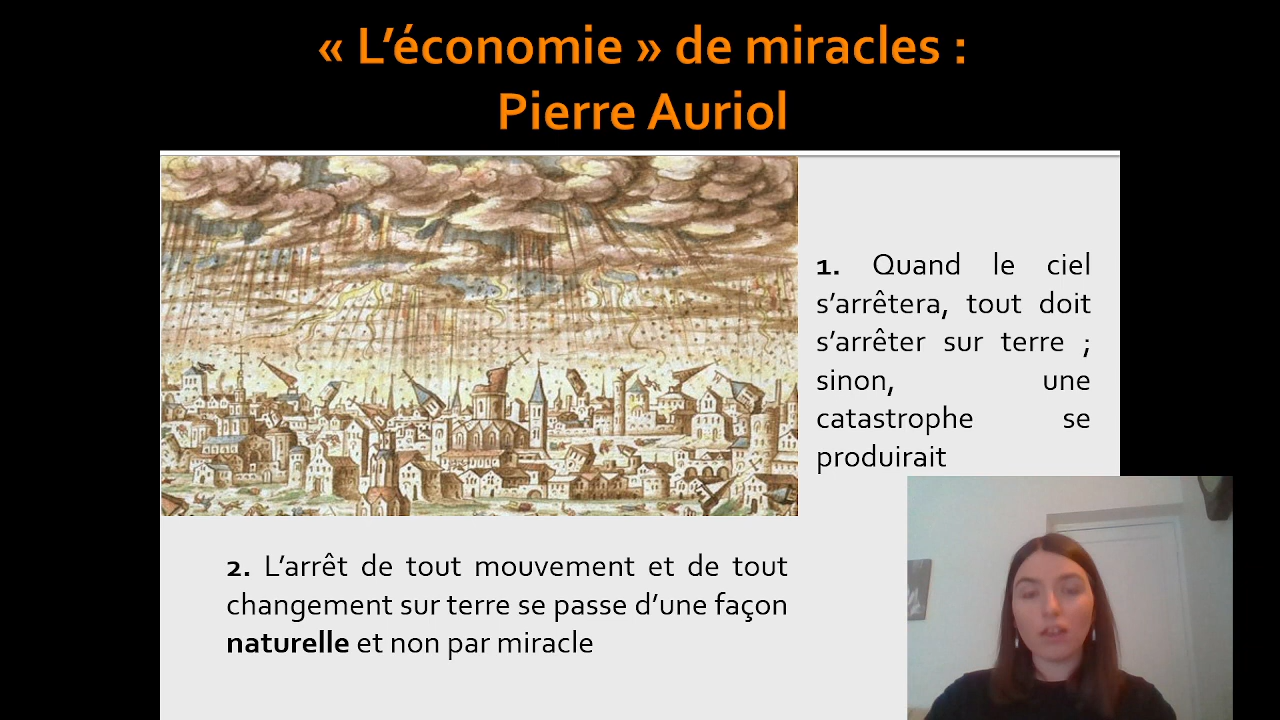 « L’économie » de miracles :
Pierre Auriol
1. Quand le ciel
s’arrêtera, tout doit
s’arrêter sur terre ;
sinon, une
catastrophe se
produirait
2. L’arrêt de tout mouvement et de tout
changement sur terre se passe d’une façon
naturelle et non par miracle